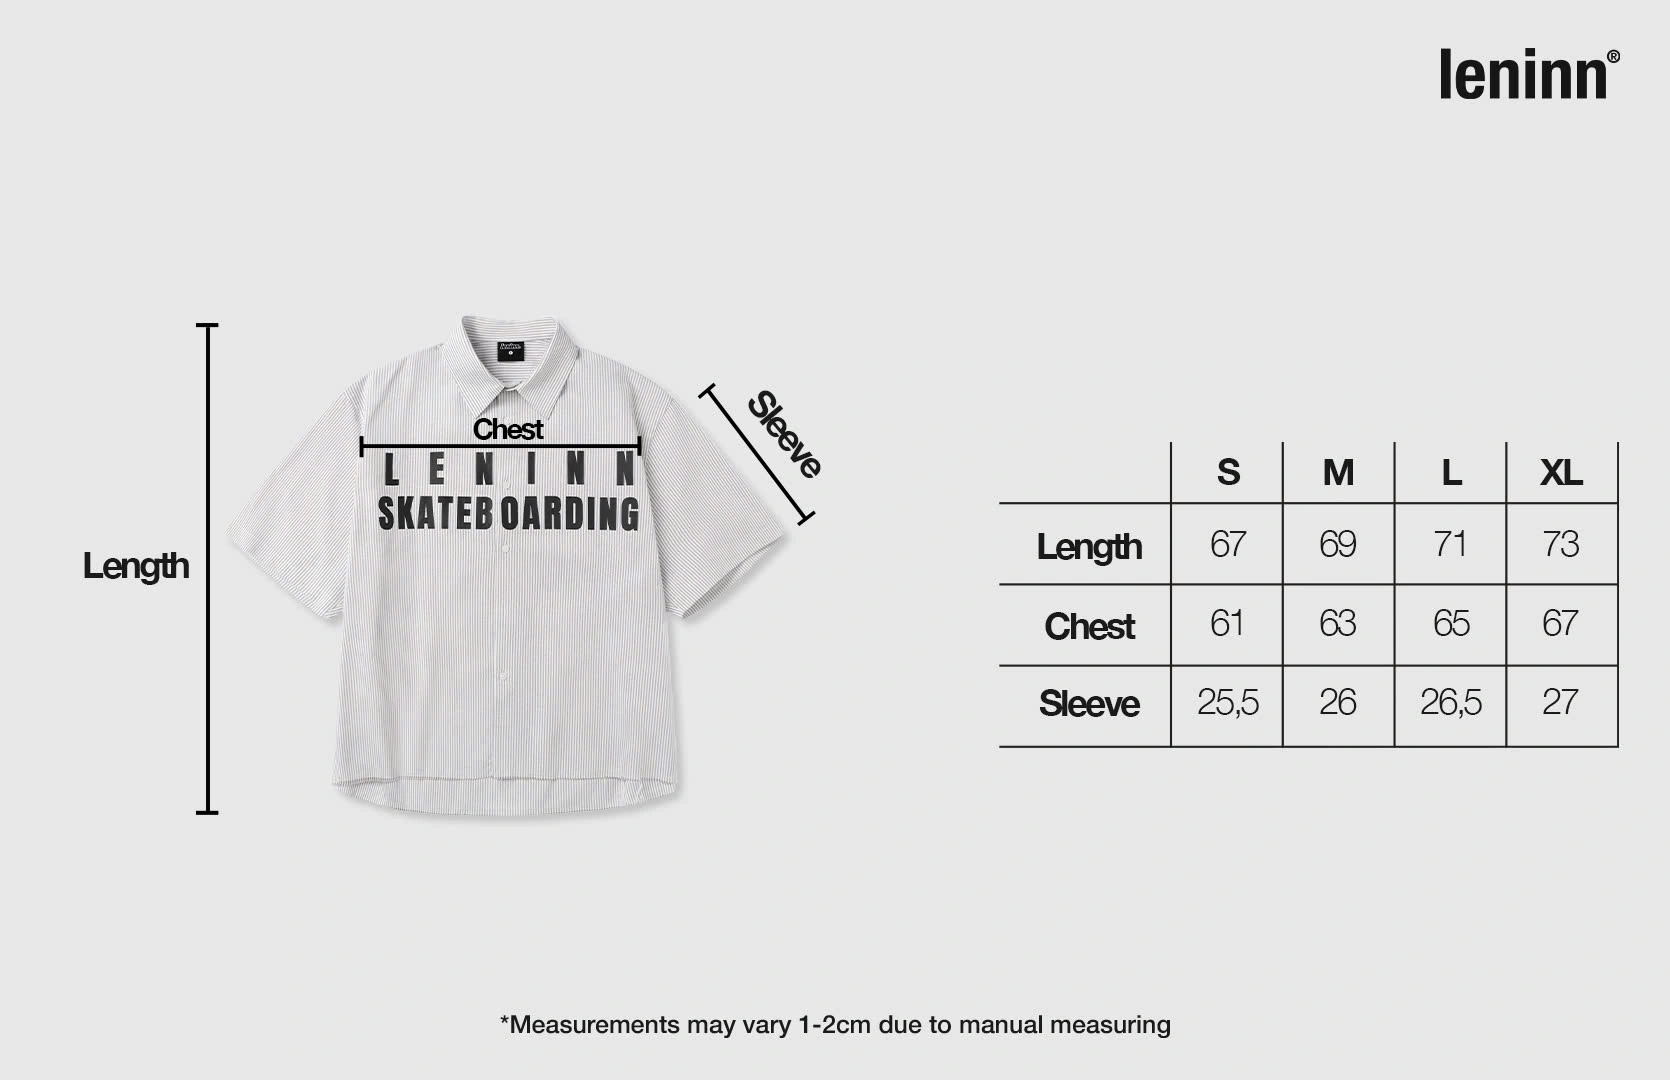 leninn®
Length
Chest
Sleeve
L E N I N N
SKATEBOARDING
S M L XL
Length 67 69 71 73
Chest 61 63 65 67
Sleeve 25,5 26 26,5 27
*Measurements may vary 1-2cm due to manual measuring